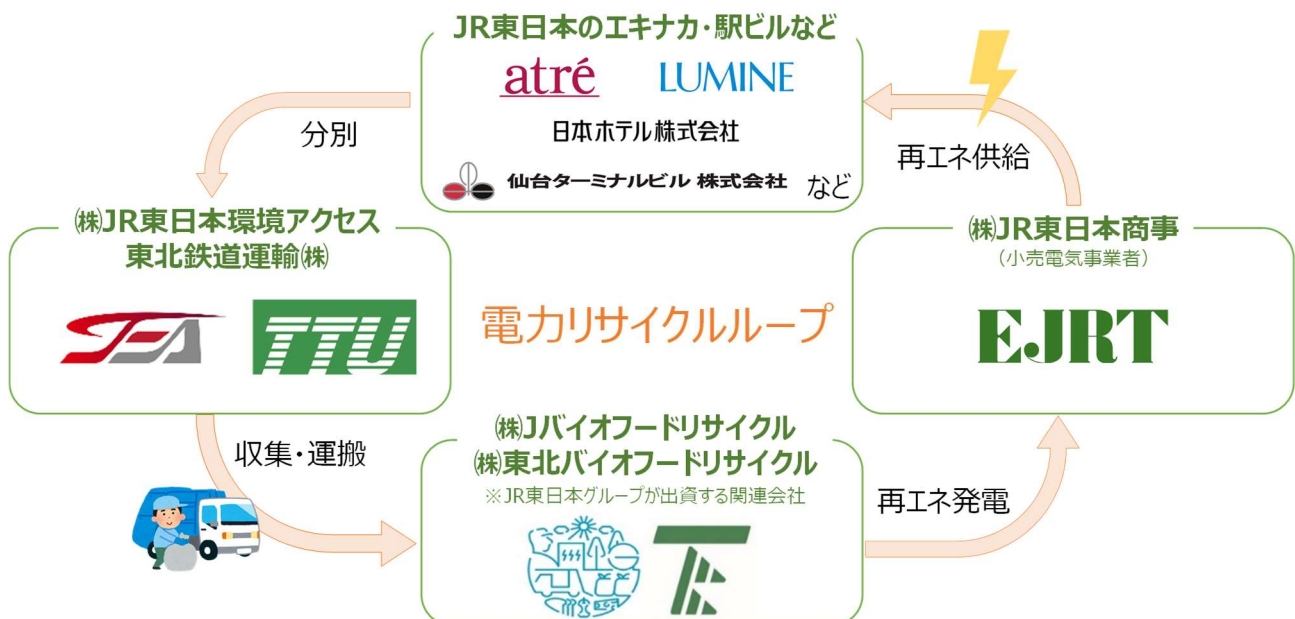 JR東日本のエキナカ・駅ビルなど
atré
LUMINE
日本ホテル株式会社
仙台ターミナルビル 株式会社 など
分別
再エネ供給
㈱JR東日本環境アクセス
東北鉄道運輸㈱
JEA
TTU
電力リサイクルループ
㈱JR東日本商事
(小売電気事業者)
EJRT
収集・運搬
㈱Jバイオフードリサイクル
㈱東北バイオフードリサイクル
※JR東日本グループが出資する関連会社
再エネ発電